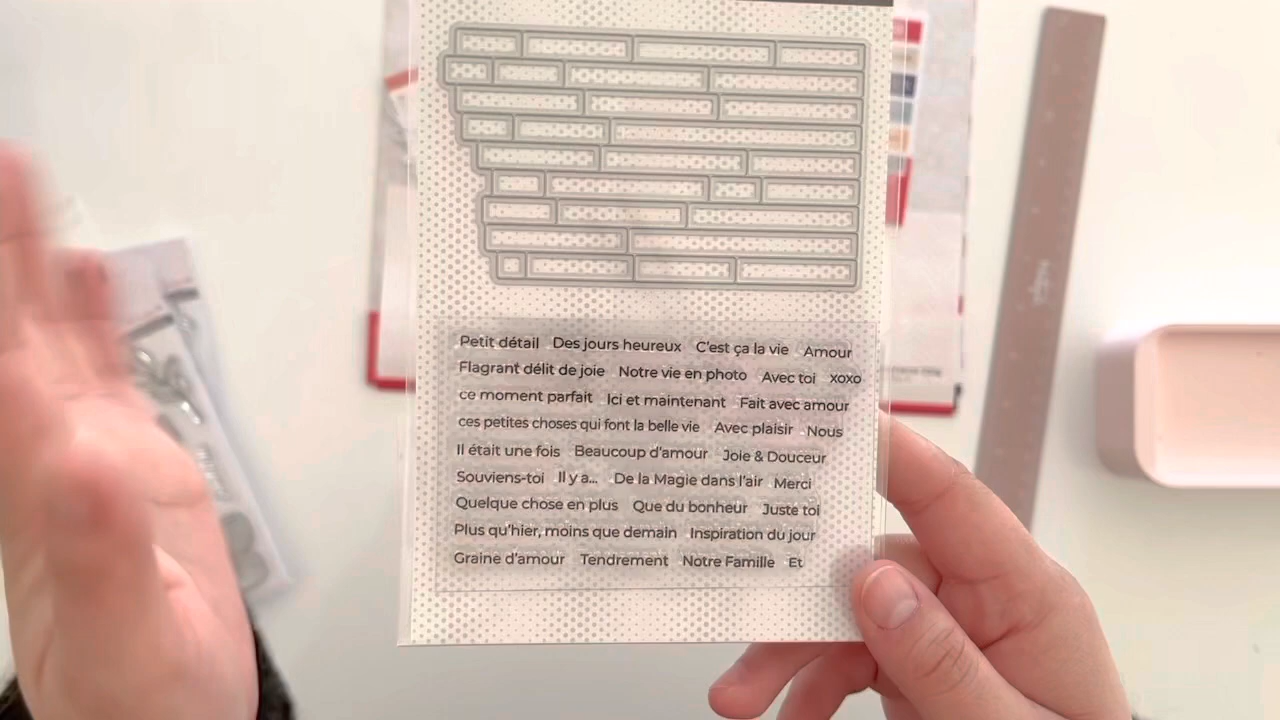 Petit détail Des jours heureux C'est ça la vie Amour
Flagrant délit de joie Notre vie en photo Avec toi xoxo
ce moment parfait Ici et maintenant Fait avec amour
ces petites choses qui font la belle vie Avec plaisir Nous
Il était une fois Beaucoup d'amour Joie & Douceur
Souviens-toi Il y a... De la Magie dans l'air Merci
Quelque chose en plus Que du bonheur Juste toi
Plus qu'hier, moins que demain Inspiration du jour
Graine d'amour Tendrement Notre Famille Et